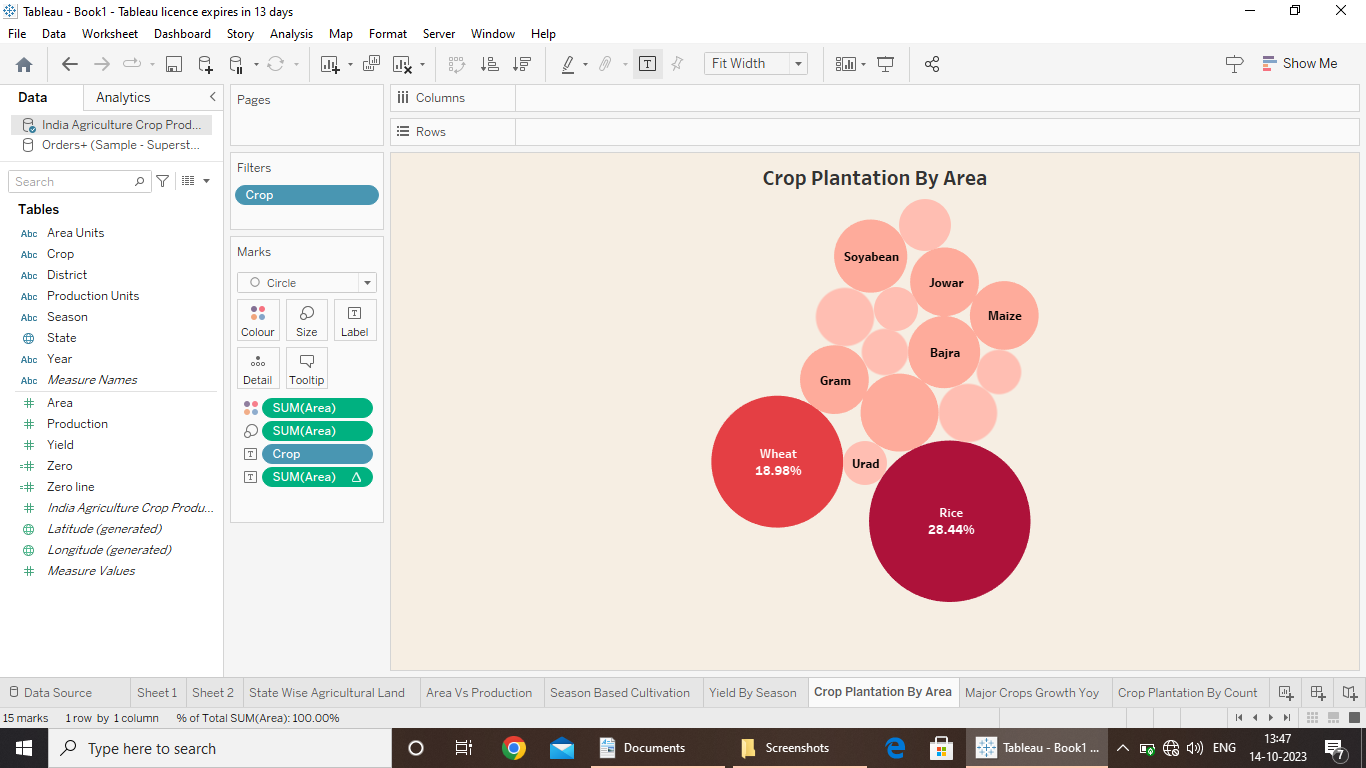 Tableau - Book1 - Tableau licence expires in 13 days
File Data Worksheet Dashboard Story Analysis Map Format Server Window Help
Fit Width
Show Me
Data Analytics
India Agriculture Crop Prod...
Orders+ (Sample - Superst...
Search
Tables
Abc Area Units
Abc Crop
Abc District
Abc Production Units
Abc Season
State
Abc Year
Abc Measure Names
Area
Production
Yield
Zero
Zero line
India Agriculture Crop Produ...
Latitude (generated)
Longitude (generated)
Measure Values
Pages
Filters
Crop
Marks
Circle
Colour Size Label
Detail Tooltip
SUM(Area)
SUM(Area)
Crop
SUM(Area)
Columns
Rows
Crop Plantation By Area
Soyabean
Jowar
Maize
Bajra
Gram
Wheat
18.98%
Urad
Rice
28.44%
Data Source Sheet 1 Sheet 2 State Wise Agricultural Land Area Vs Production Season Based Cultivation Yield By Season Crop Plantation By Area Major Crops Growth Yoy Crop Plantation By Count
15 marks 1 row by 1 column % of Total SUM(Area): 100.00%
Type here to search
Documents
Screenshots
Tableau - Book1 ...
ENG
13:47
14-10-2023
7